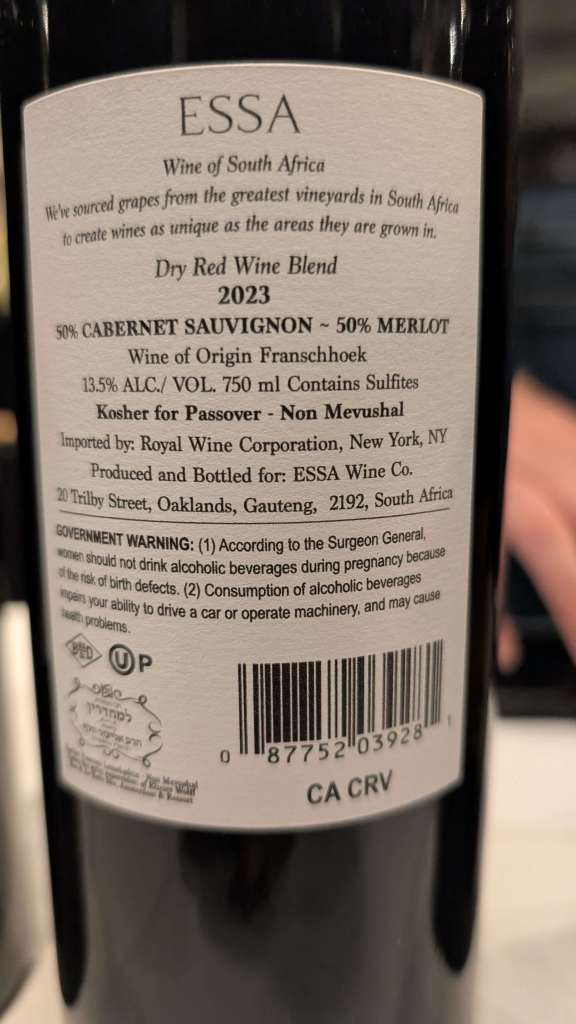 ESSA
Wine of South Africa
We've sourced grapes from the greatest vineyards in South Africa
to create wines as unique as the areas they are grown in.
Dry Red Wine Blend
2023
50% CABERNET SAUVIGNON ~ 50% MERLOT
Wine of Origin Franschhoek
13.5% ALC./ VOL. 750 ml Contains Sulfites
Kosher for Passover - Non Mevushal
Imported by: Royal Wine Corporation, New York, NY
Produced and Bottled for: ESSA Wine Co.
20 Trilby Street, Oaklands, Gauteng, 2192, South Africa
GOVERNMENT WARNING: (1) According to the Surgeon General,
women should not drink alcoholic beverages during pregnancy because
of the risk of birth defects. (2) Consumption of alcoholic beverages
impairs your ability to drive a car or operate machinery, and may cause
health problems.
U P
למהדרין
0 87752 03928 1
CA CRV